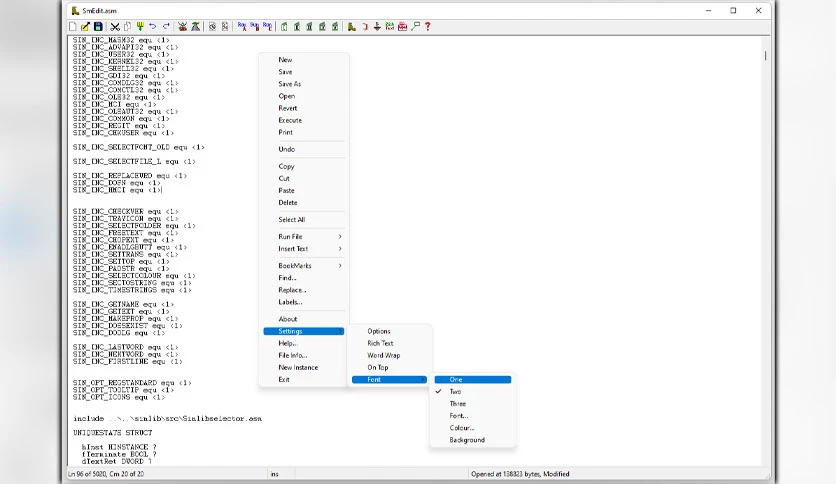 SmEdit.asm
SIN_INC_MASM32 equ <1>
SIN_INC_ADVAPI32 equ <1>
SIN_INC_USER32 equ <1>
SIN_INC_KERNEL32 equ <1>
SIN_INC_SHELL32 equ <1>
SIN_INC_GDI32 equ <1>
SIN_INC_COMDLG32 equ <1>
SIN_INC_COMCTL32 equ <1>
SIN_INC_OLE32 equ <1>
SIN_INC_MCI equ <1>
SIN_INC_OLEAUT32 equ <1>
SIN_INC_COMMON equ <1>
SIN_INC_REGIT equ <1>
SIN_INC_CHKUSER equ <1>
SIN_INC_SELECTFONT_OLD equ <1>
SIN_INC_SELECTFILE_L equ <1>
SIN_INC_REPLACEWRD equ <1>
SIN_INC_DOPN equ <1>
SIN_INC_HMCI equ <1>
SIN_INC_CHECKVER equ <1>
SIN_INC_TRAYICON equ <1>
SIN_INC_SELECTFOLDER equ <1>
SIN_INC_FREETEXT equ <1>
SIN_INC_CHOPEXT equ <1>
SIN_INC_ENADLGBUTT equ <1>
SIN_INC_SETTRANS equ <1>
SIN_INC_SETTOP equ <1>
SIN_INC_PADSTR equ <1>
SIN_INC_SELECTCOLOUR equ <1>
SIN_INC_SECTOSTRING equ <1>
SIN_INC_TIMESTRINGS equ <1>
SIN_INC_GETNAME equ <1>
SIN_INC_GETEXT equ <1>
SIN_INC_MAKEPROP equ <1>
SIN_INC_DOESEXIST equ <1>
SIN_INC_DODLG equ <1>
SIN_INC_LASTWORD equ <1>
SIN_INC_NEXTWORD equ <1>
SIN_INC_FIRSTLINE equ <1>
SIN_OPT_REGSTANDARD equ <1>
SIN_OPT_TOOLTIP equ <1>
SIN_OPT_ICONS equ <1>
include ..\..\sinlib\src\Sinlibselector.asm
UNIQUESTATE STRUCT
hInst HINSTANCE ?
fTerminate BOOL ?
dTextRet DWORD ?
New
Save
Save As
Open
Revert
Execute
Print
Undo
Copy
Cut
Paste
Delete
Select All
Run File
Insert Text
BookMarks
Find...
Replace...
Labels...
About
Settings
Help...
File Info...
New Instance
Exit
Options
Rich Text
Word Wrap
On Top
Font
One
Two
Three
Font...
Colour...
Background
Ln 96 of 5020, Cm 20 of 20
ins
Opened at 138823 bytes, Modified